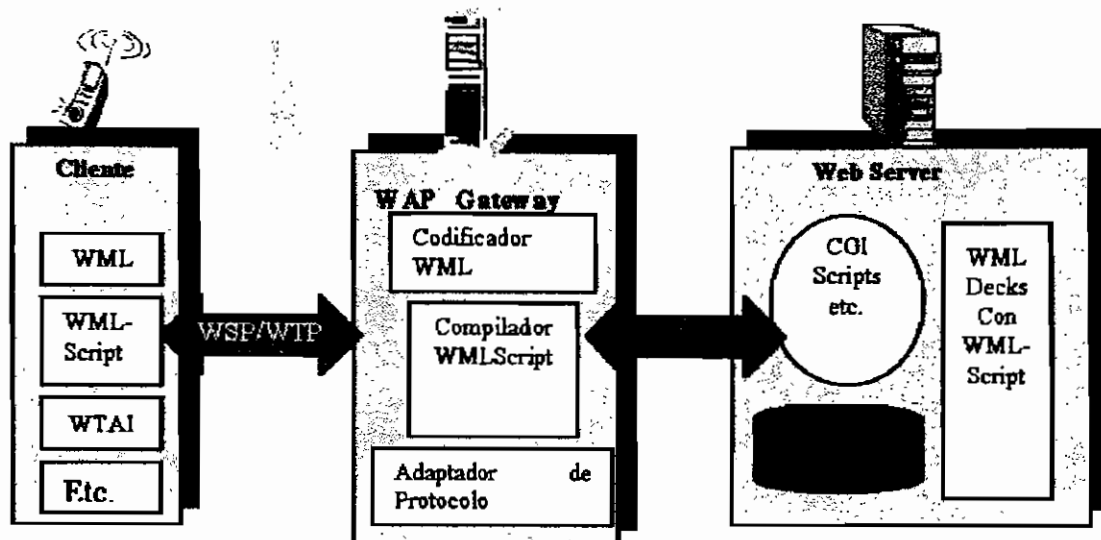 Cliente
WML
WML-
Script
WTAI
Etc.
WSP/WTP
WAP Gateway
Codificador
WML
Compilador
WMLScript
Adaptador de
Protocolo
Web Server
CGI
Scripts
etc.
WML
Decks
Con
WML-
Script